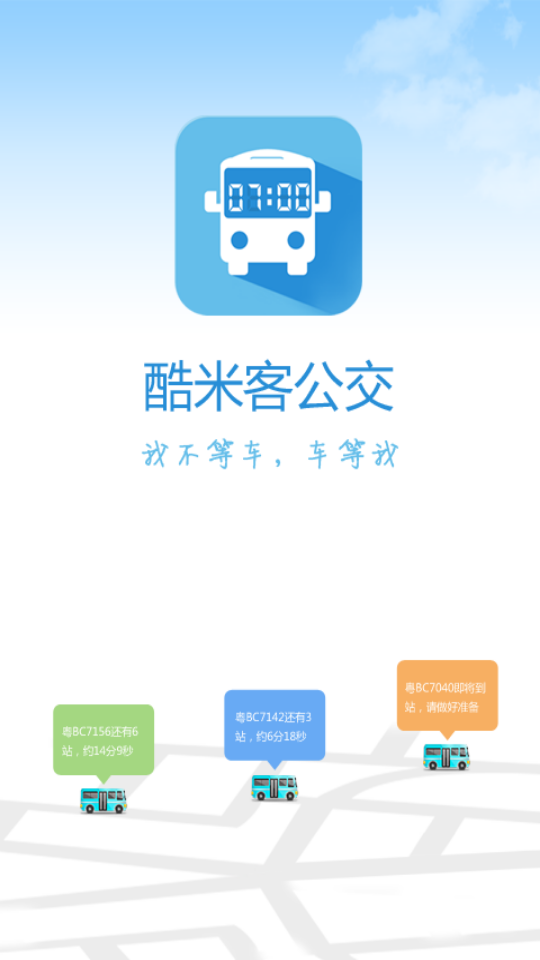 07:00
酷米客公交
我不等车，车等我
粤BC7040即将到
站，请做好准备
粤BC7142还有3
站，约6分18秒
粤BC7156还有6
站，约14分9秒